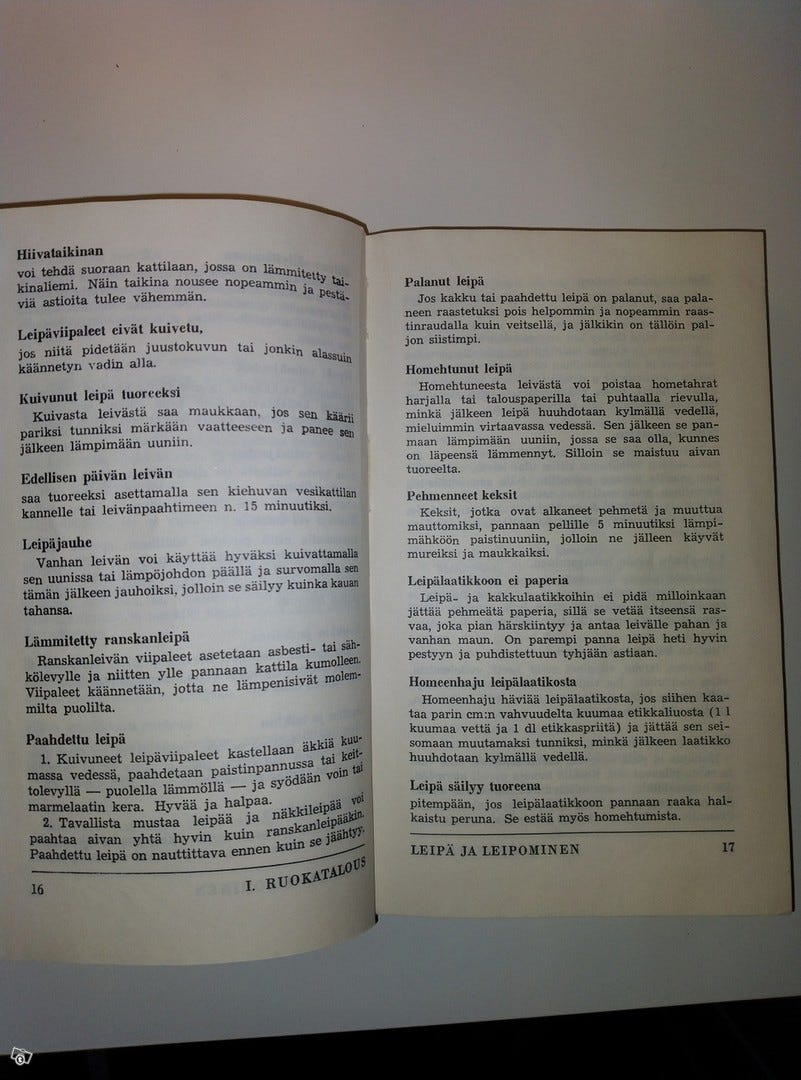 Hiivataikinan
voi tehdä suoraan kattilaan, jossa on lämmitetty tai-
kinaliemi. Näin taikina nousee nopeammin ja pestä-
viä astioita tulee vähemmän.
Leipäviipaleet eivät kuivetu,
jos niitä pidetään juustokuvun tai jonkin alassuin
käännetyn vadin alla.
Kuivunut leipä tuoreeksi
Kuivasta leivästä saa maukkaan, jos sen käärii
pariksi tunniksi märkään vaatteeseen ja panee sen
jälkeen lämpimään uuniin.
Edellisen päivän leivän
saa tuoreeksi asettamalla sen kiehuvan vesikattilan
kannelle tai leivänpaahtimeen n. 15 minuutiksi.
Leipäjauhe
Vanhan leivän voi käyttää hyväksi kuivattamalla
sen uunissa tai lämpöjohdon päällä ja survomalla sen
tämän jälkeen jauhoiksi, jolloin se säilyy kuinka kauan
tahansa.
Lämmitetty ranskanleipä
Ranskanleivän viipaleet asetetaan asbesti- tai säh-
kölevylle ja niitten ylle pannaan kattila kumolleen.
Viipaleet käännetään, jotta ne lämpenisivät molem-
milta puolilta.
Paahdettu leipä
1. Kuivuneet leipäviipaleet kastellaan äkkiä kuu-
massa vedessä, paahdetaan paistinpannussa tai keit-
tolevyllä — puolella lämmöllä — ja syödään voin tai
marmelaatin kera. Hyvää ja halpaa.
2. Tavallista mustaa leipää ja näkkileipää voi
paahtaa aivan yhtä hyvin kuin ranskanleipääkin.
Paahdettu leipä on nautittava ennen kuin se jäähtyy.
16
I. RUOKATALOUS
Palanut leipä
Jos kakku tai paahdettu leipä on palanut, saa pala-
neen raastetuksi pois helpommin ja nopeammin raas-
tinraudalla kuin veitsellä, ja jälkikin on tällöin pal-
jon siistimpi.
Homehtunut leipä
Homehtuneesta leivästä voi poistaa hometahrat
harjalla tai talouspaperilla tai puhtaalla rievulla,
minkä jälkeen leipä huuhdotaan kylmällä vedellä,
mieluimmin virtaavassa vedessä. Sen jälkeen se pan-
maan lämpimään uuniin, jossa se saa olla, kunnes
on läpeensä lämmennyt. Silloin se maistuu aivan
tuoreelta.
Pehmenneet keksit
Keksit, jotka ovat alkaneet pehmetä ja muuttua
mauttomiksi, pannaan pellille 5 minuutiksi lämpi-
mähköön paistinuuniin, jolloin ne jälleen käyvät
mureiksi ja maukkaiksi.
Leipälaatikkoon ei paperia
Leipä- ja kakkulaatikkoihin ei pidä milloinkaan
jättää pehmeätä paperia, sillä se vetää itseensä ras-
vaa, joka pian härskiintyy ja antaa leivälle pahan ja
vanhan maun. On parempi panna leipä heti hyvin
pestyyn ja puhdistettuun tyhjään astiaan.
Homeenhaju leipälaatikosta
Homeenhaju häviää leipälaatikosta, jos siihen kaa-
taa parin cm:n vahvuudelta kuumaa etikkaliuosta (1 l
kuumaa vettä ja 1 dl etikkaspriitä) ja jättää sen sei-
somaan muutamaksi tunniksi, minkä jälkeen laatikko
huuhdotaan kylmällä vedellä.
Leipä säilyy tuoreena
pitempään, jos leipälaatikkoon pannaan raaka hal-
kaistu peruna. Se estää myös homehtumista.
LEIPÄ JA LEIPOMINEN
17